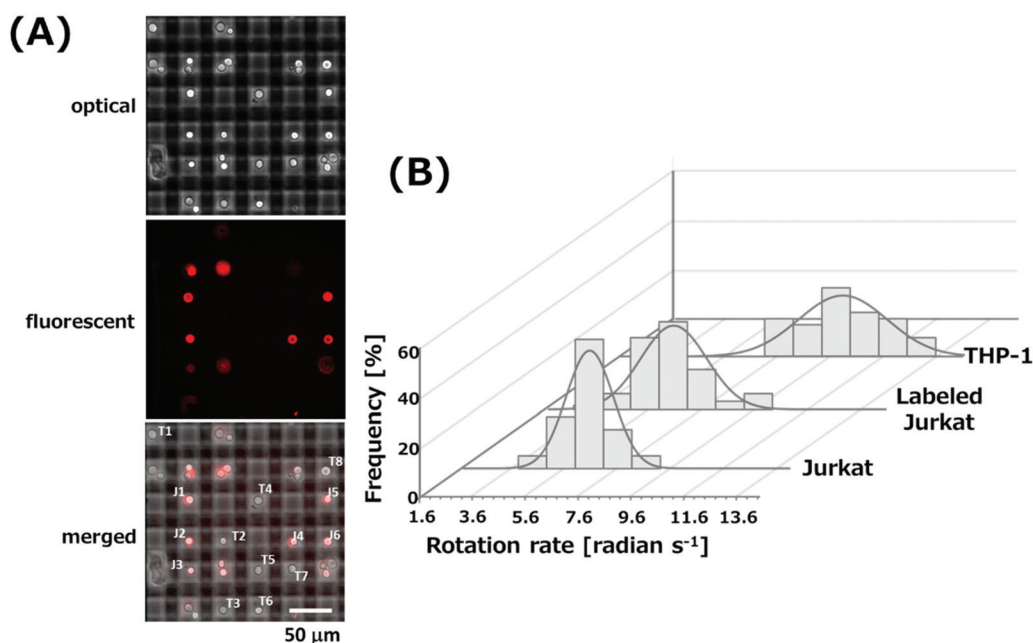 (A)
optical
fluorescent
merged
T1
T8
J1
T4
J5
J2
T2
J4
J6
J3
T5
T7
T3
T6
50 μm
(B)
60
40
20
0
Frequency [%]
1.6 3.6 5.6 7.6 9.6 11.6 13.6
Rotation rate [radian s⁻¹]
THP-1
Labeled
Jurkat
Jurkat